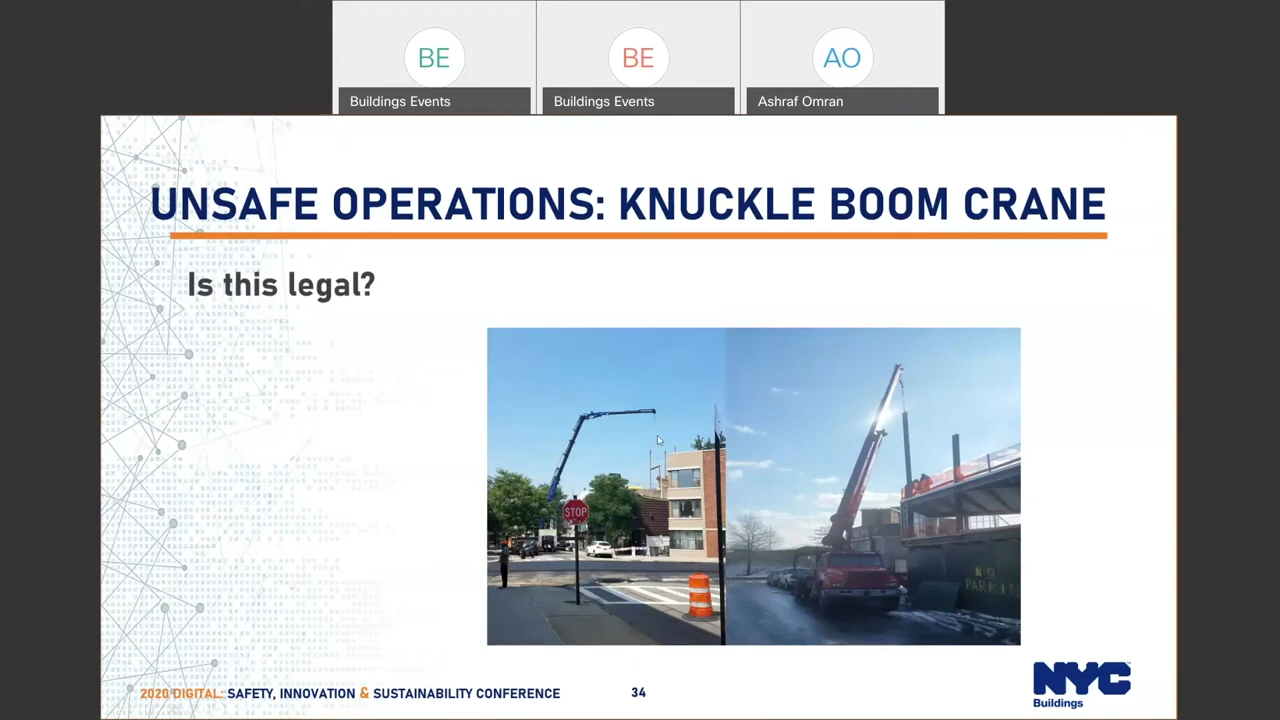 BE
BE
AO
Buildings Events
Buildings Events
Ashraf Omran
UNSAFE OPERATIONS: KNUCKLE BOOM CRANE
Is this legal?
STOP
NO
PARKI
2020 DIGITAL: SAFETY, INNOVATION & SUSTAINABILITY CONFERENCE
34
NYC
Buildings